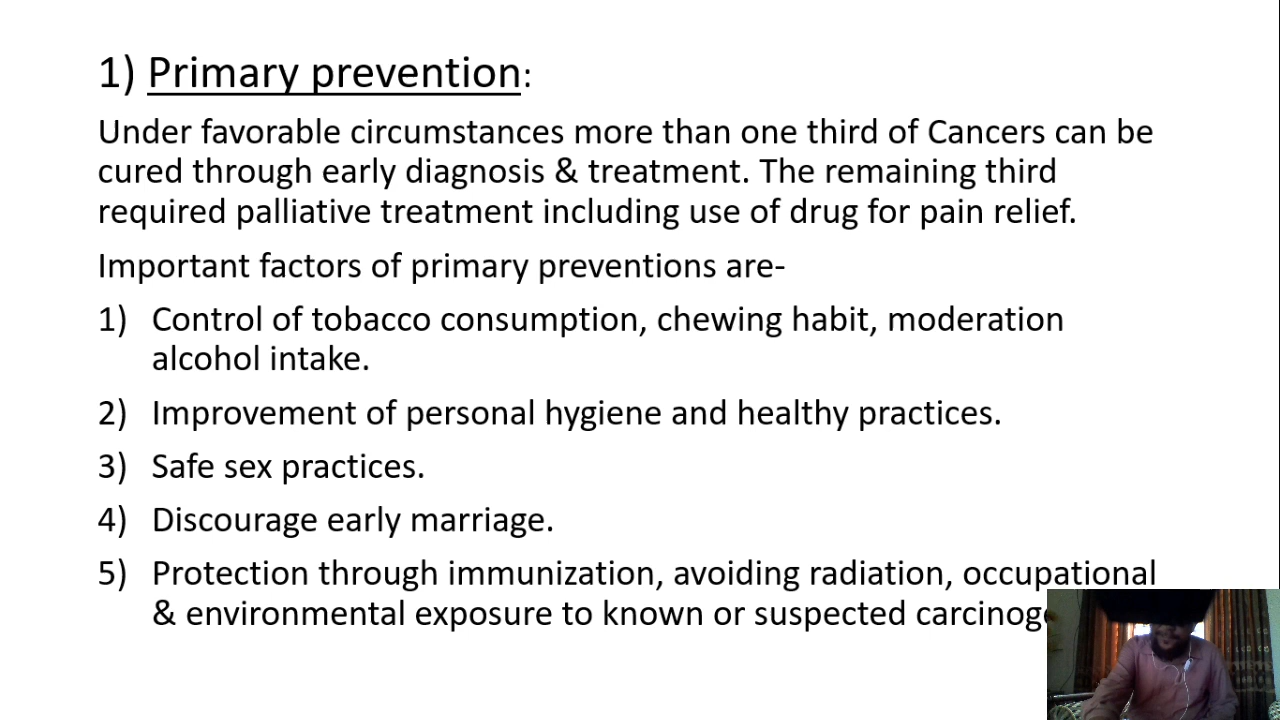 1) Primary prevention:
Under favorable circumstances more than one third of Cancers can be
cured through early diagnosis & treatment. The remaining third
required palliative treatment including use of drug for pain relief.
Important factors of primary preventions are-
1) Control of tobacco consumption, chewing habit, moderation
alcohol intake.
2) Improvement of personal hygiene and healthy practices.
3) Safe sex practices.
4) Discourage early marriage.
5) Protection through immunization, avoiding radiation, occupational
& environmental exposure to known or suspected